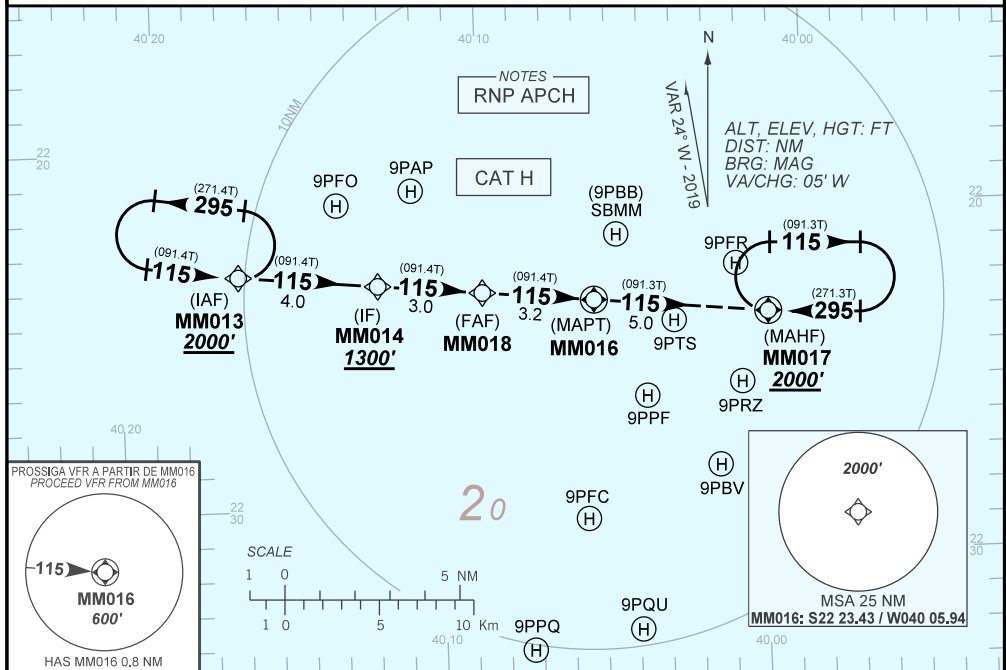 40 20
40 10
40 00
N
NOTES
RNP APCH
CAT H
10NM
VAR 24° W - 2019
ALT, ELEV, HGT: FT
DIST: NM
BRG: MAG
VA/CHG: 05' W
22
20
22
20
9PFO
H
9PAP
H
(9PBB)
SBMM
H
9PFR
H
(271.4T)
295
(091.4T)
115
(IAF)
MM013
2000'
(091.4T)
115
4.0
(IF)
MM014
1300'
(091.4T)
115
3.0
(FAF)
MM018
(091.4T)
115
3.2
(MAPT)
MM016
(091.3T)
115
5.0
H
9PTS
(091.3T)
115
(271.3T)
295
(MAHF)
MM017
2000'
H
9PPF
H
9PRZ
H
9PBV
9PFC
H
9PQU
H
9PPQ
H
40 20
20
22
30
22
30
PROSSIGA VFR A PARTIR DE MM016
PROCEED VFR FROM MM016
115
MM016
600'
HAS MM016 0.8 NM
SCALE
1 0 5 NM
1 0 5 10 Km
40 10
40 00
2000'
MSA 25 NM
MM016: S22 23.43 / W040 05.94